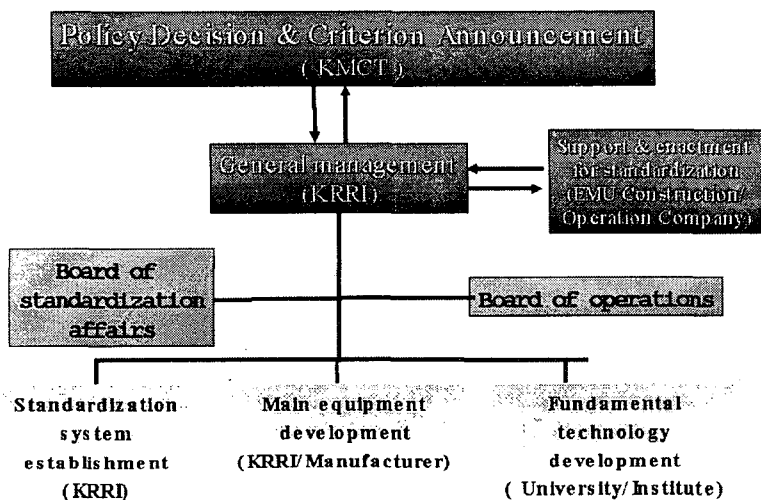 Policy Decision & Criterion Announcement
( KMCT )
General management
(KRRI)
Support & enactment
for standardization
(EMU Construction/
Operation Company)
Board of
standardization
affairs
Board of operations
Standardization
system
establishment
(KRRI)
Main equipment
development
(KRRI/Manufacturer)
Fundamental
technology
development
( University/Institute)